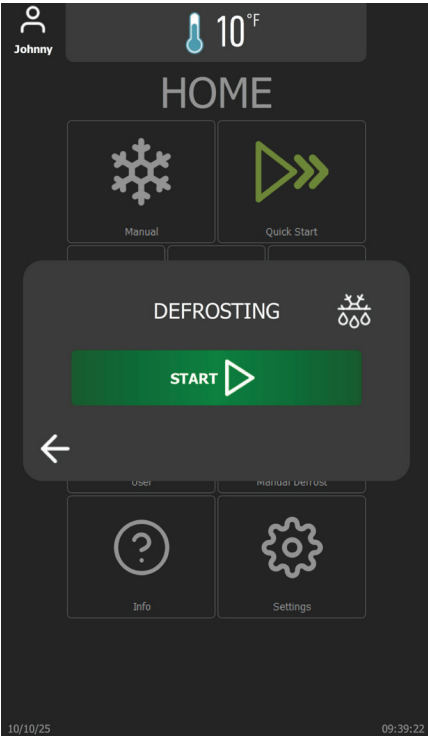 Johnny
10°F
HOME
Manual
Quick Start
DEFROSTING
START
User
Manual Defrost
?
Info
Settings
10/10/25
09:39:22